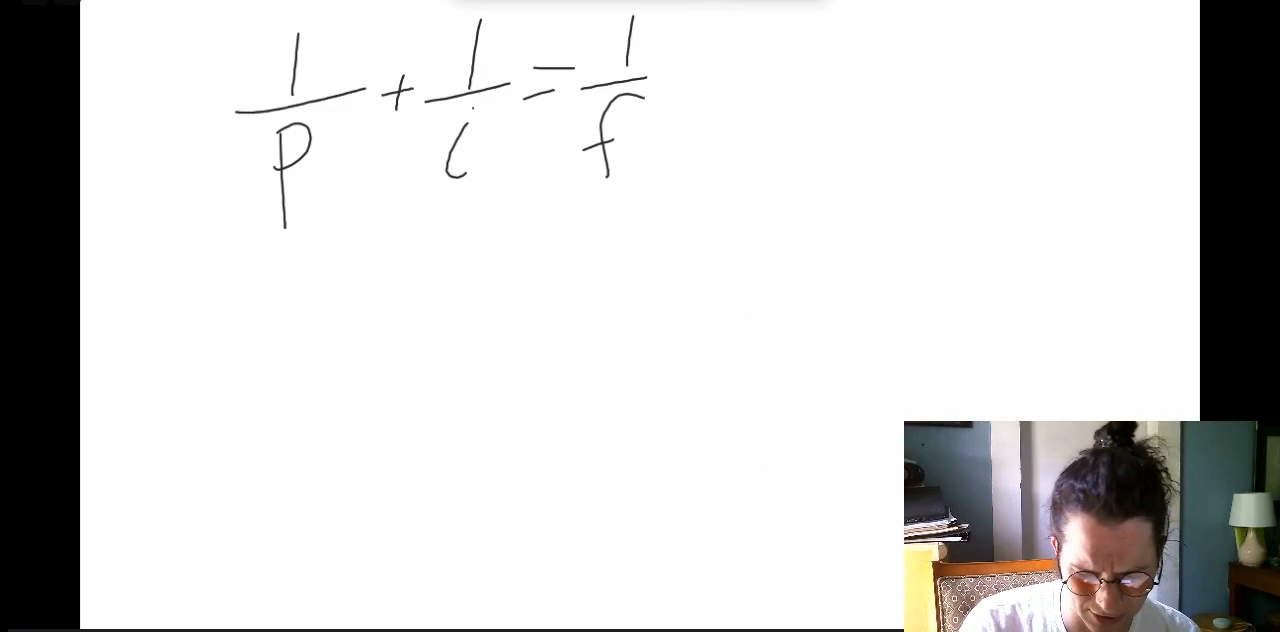 1/p + 1/i = 1/f